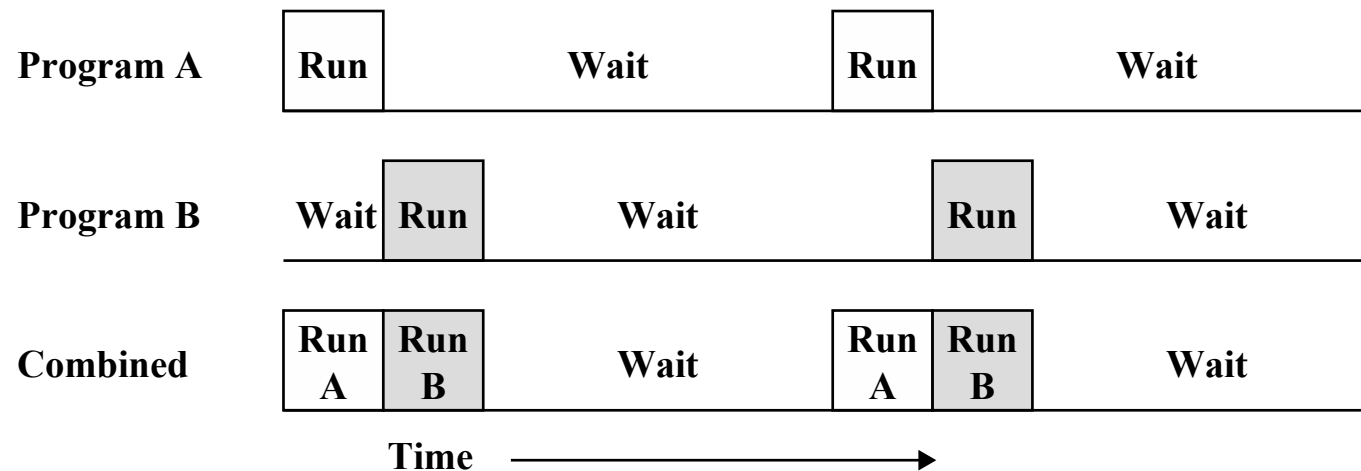 Program A Run Wait Run Wait
Program B Wait Run Wait Run Wait
Combined Run A Run B Wait Run A Run B Wait
Time